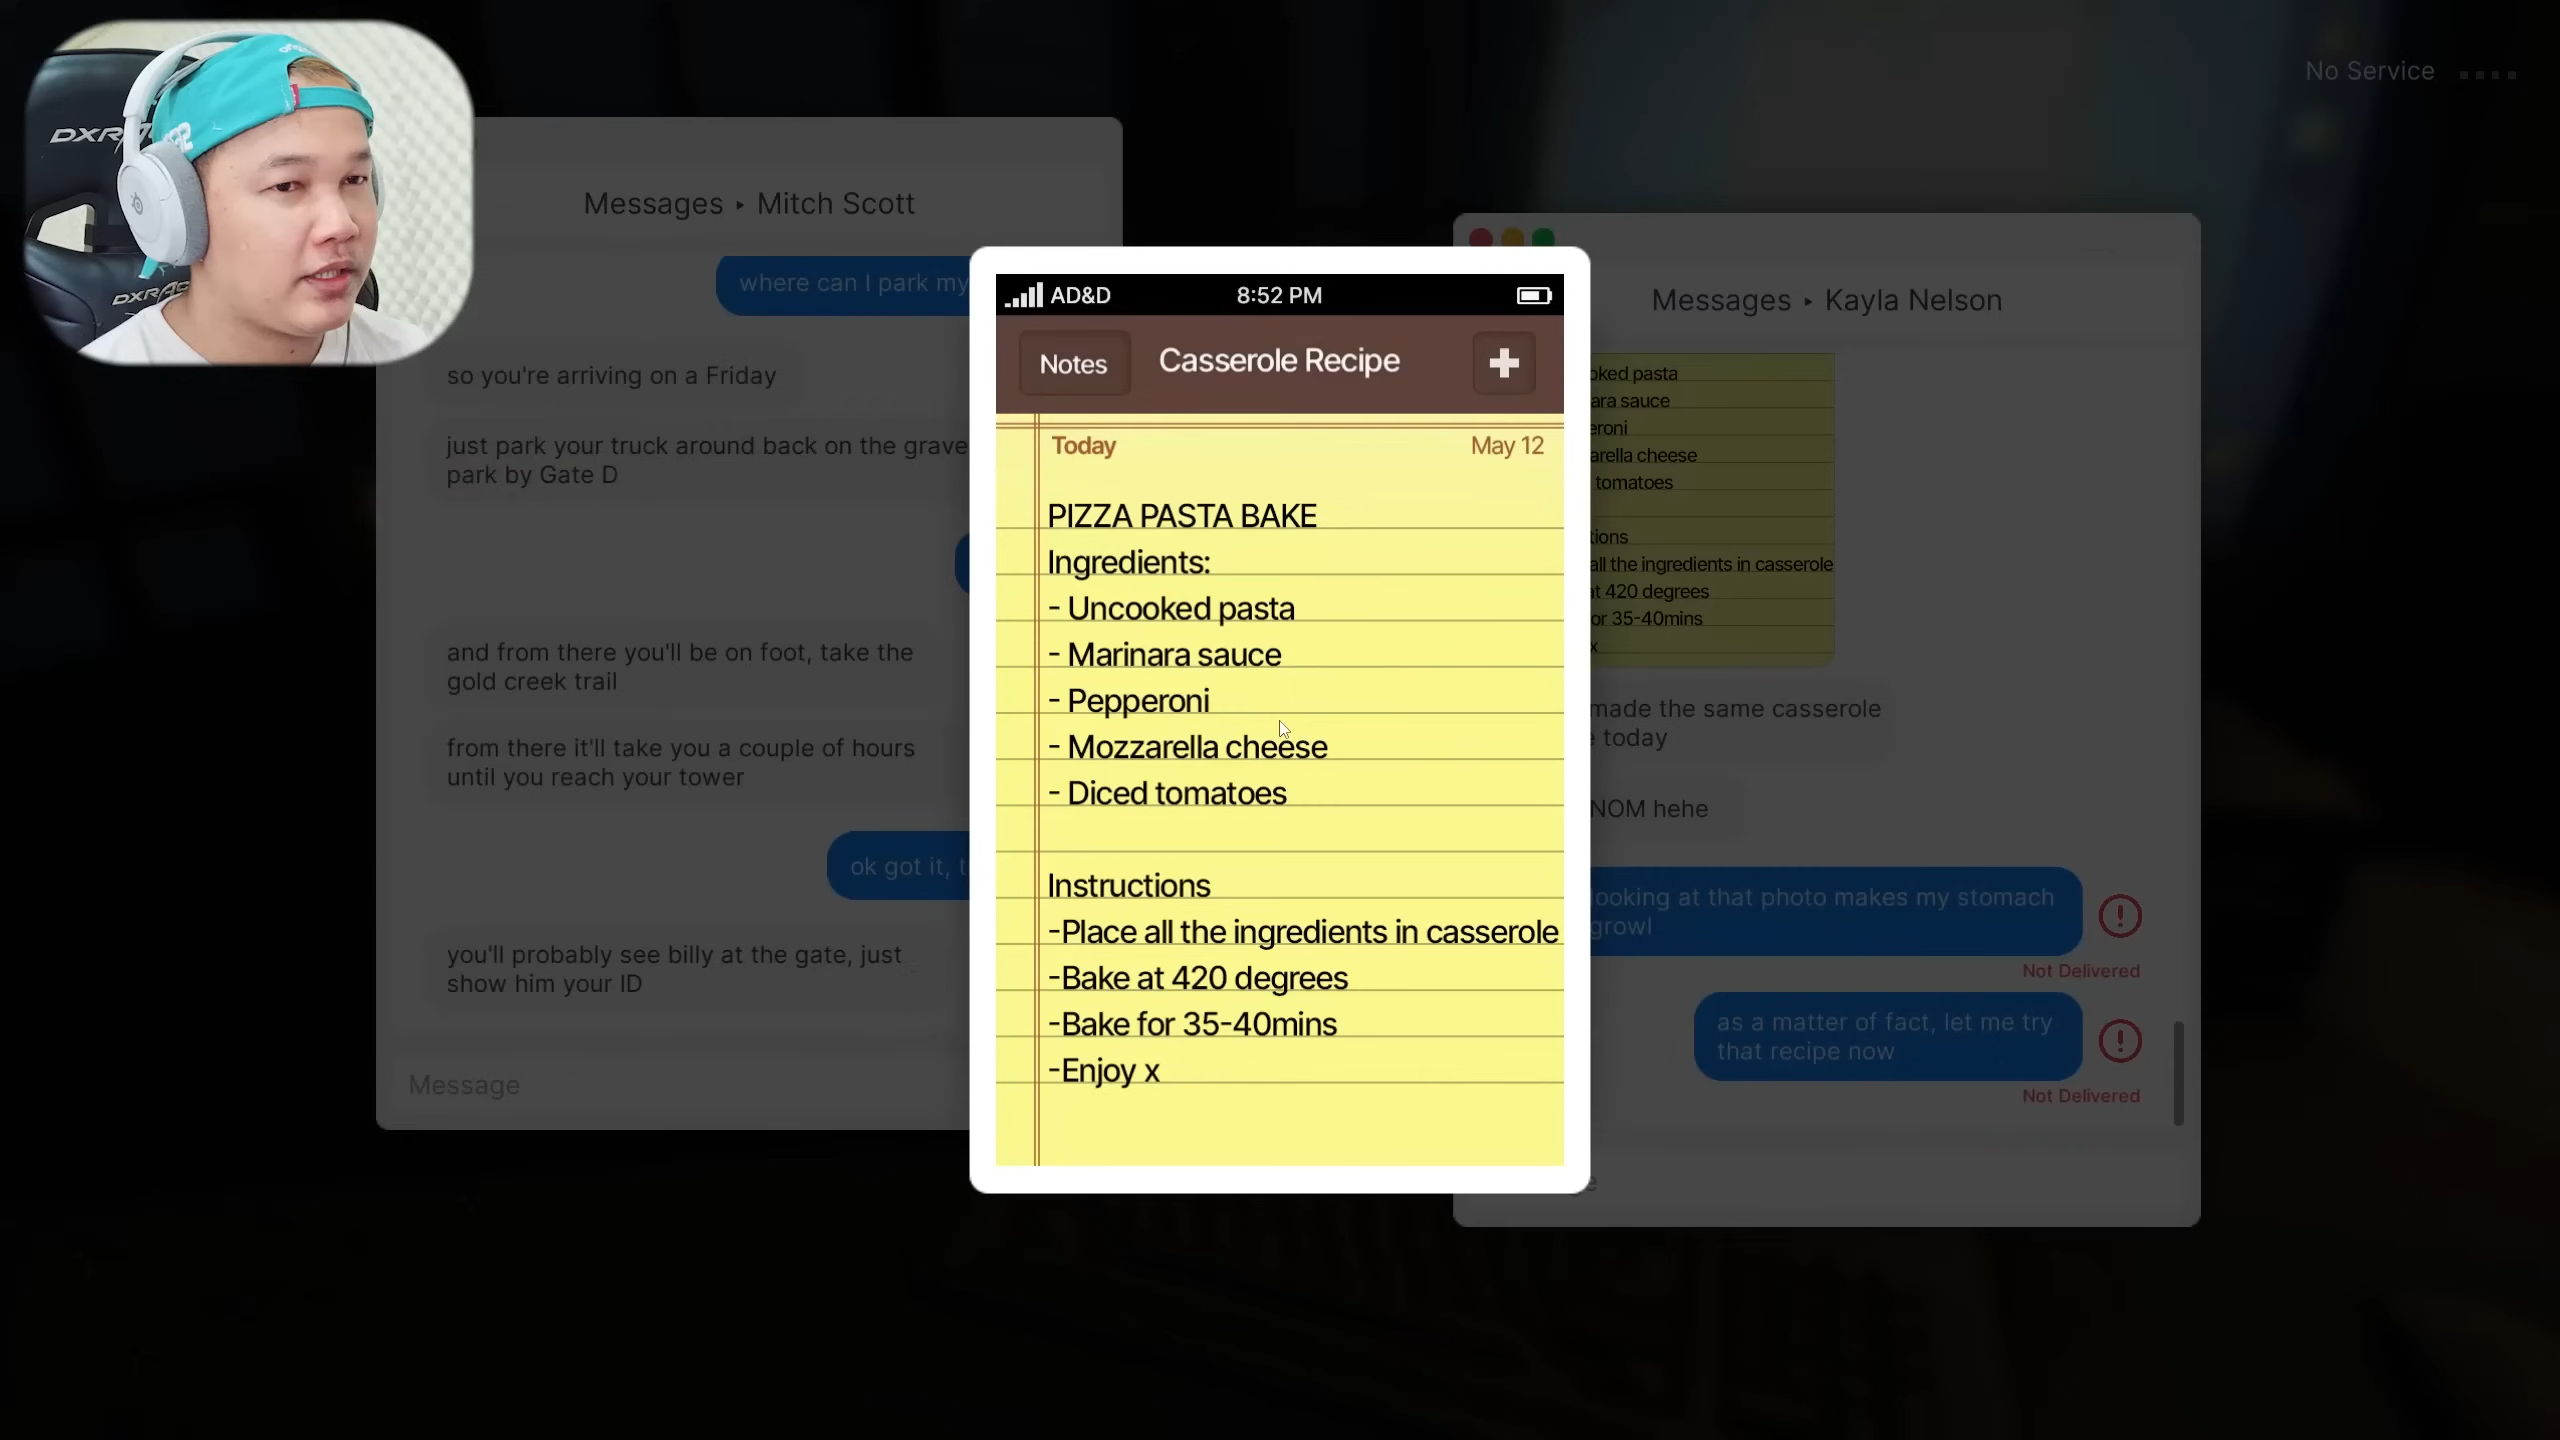 No Service
DXR
DXRAC
Messages ▸ Mitch Scott
where can I park my
so you're arriving on a Friday
just park your truck around back on the grave
park by Gate D
and from there you'll be on foot, take the
gold creek trail
from there it'll take you a couple of hours
until you reach your tower
ok got it, t
you'll probably see billy at the gate, just
show him your ID
Message
AD&D 8:52 PM
Notes Casserole Recipe
Today May 12
PIZZA PASTA BAKE
Ingredients:
- Uncooked pasta
- Marinara sauce
- Pepperoni
- Mozzarella cheese
- Diced tomatoes
Instructions
-Place all the ingredients in casserole
-Bake at 420 degrees
-Bake for 35-40mins
-Enjoy x
Messages ▸ Kayla Nelson
oked pasta
ara sauce
eroni
arella cheese
tomatoes
tions
all the ingredients in casserole
at 420 degrees
or 35-40mins
x
made the same casserole
today
NOM hehe
looking at that photo makes my stomach
growl
Not Delivered
as a matter of fact, let me try
that recipe now
Not Delivered